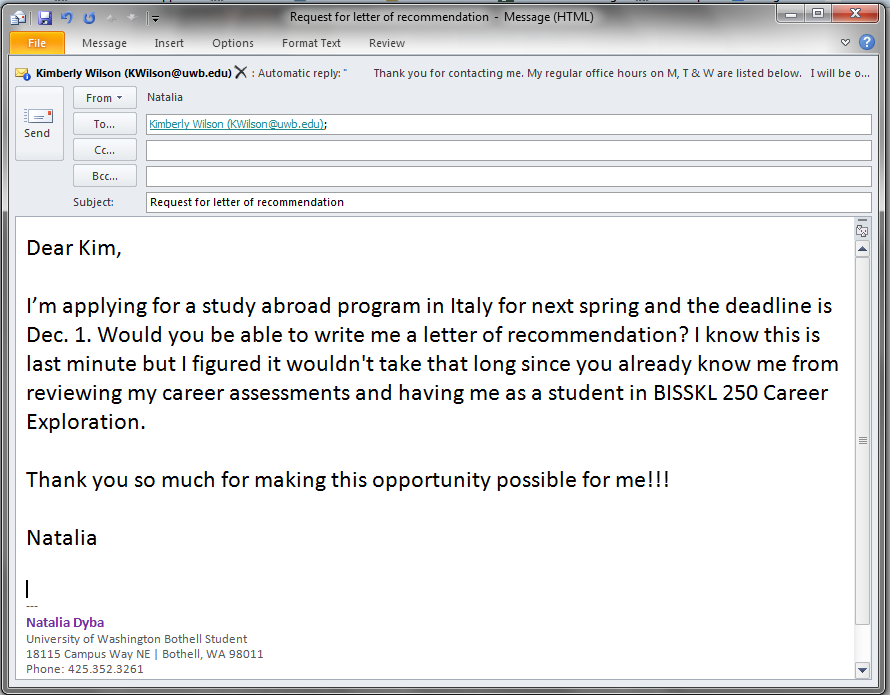 Request for letter of recommendation - Message (HTML)
File Message Insert Options Format Text Review
Kimberly Wilson (KWilson@uwb.edu) : Automatic reply: " Thank you for contacting me. My regular office hours on M, T & W are listed below. I will be o...
From Natalia
Send
To... Kimberly Wilson (KWilson@uwb.edu);
Cc...
Bcc...
Subject: Request for letter of recommendation
Dear Kim,
I’m applying for a study abroad program in Italy for next spring and the deadline is
Dec. 1. Would you be able to write me a letter of recommendation? I know this is
last minute but I figured it wouldn't take that long since you already know me from
reviewing my career assessments and having me as a student in BISSKL 250 Career
Exploration.
Thank you so much for making this opportunity possible for me!!!
Natalia
---
Natalia Dyba
University of Washington Bothell Student
18115 Campus Way NE | Bothell, WA 98011
Phone: 425.352.3261